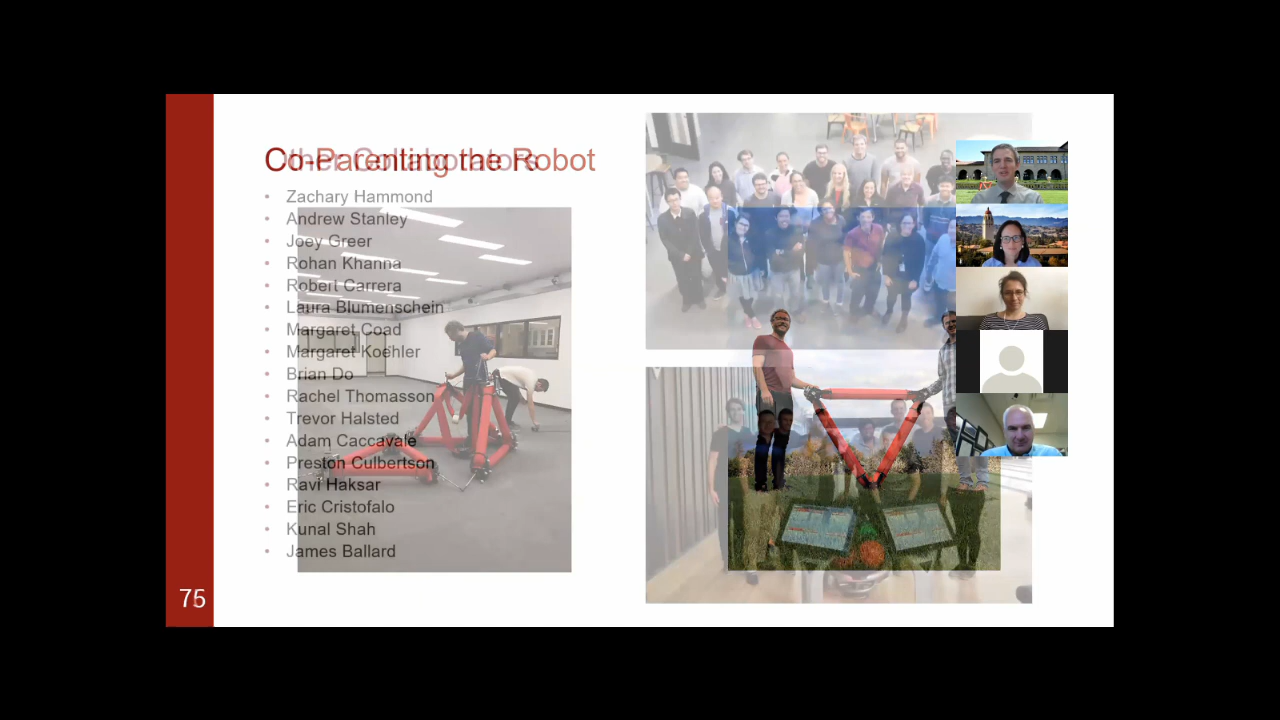 Co-Parenting the Robot
Other Collaborators
• Zachary Hammond
• Andrew Stanley
• Joey Greer
• Rohan Khanna
• Robert Carrera
• Laura Blumenschein
• Margaret Coad
• Margaret Koehler
• Brian Do
• Rachel Thomasson
• Trevor Halsted
• Adam Caccavale
• Preston Culbertson
• Ravi Haksar
• Eric Cristofalo
• Kunal Shah
• James Ballard
75